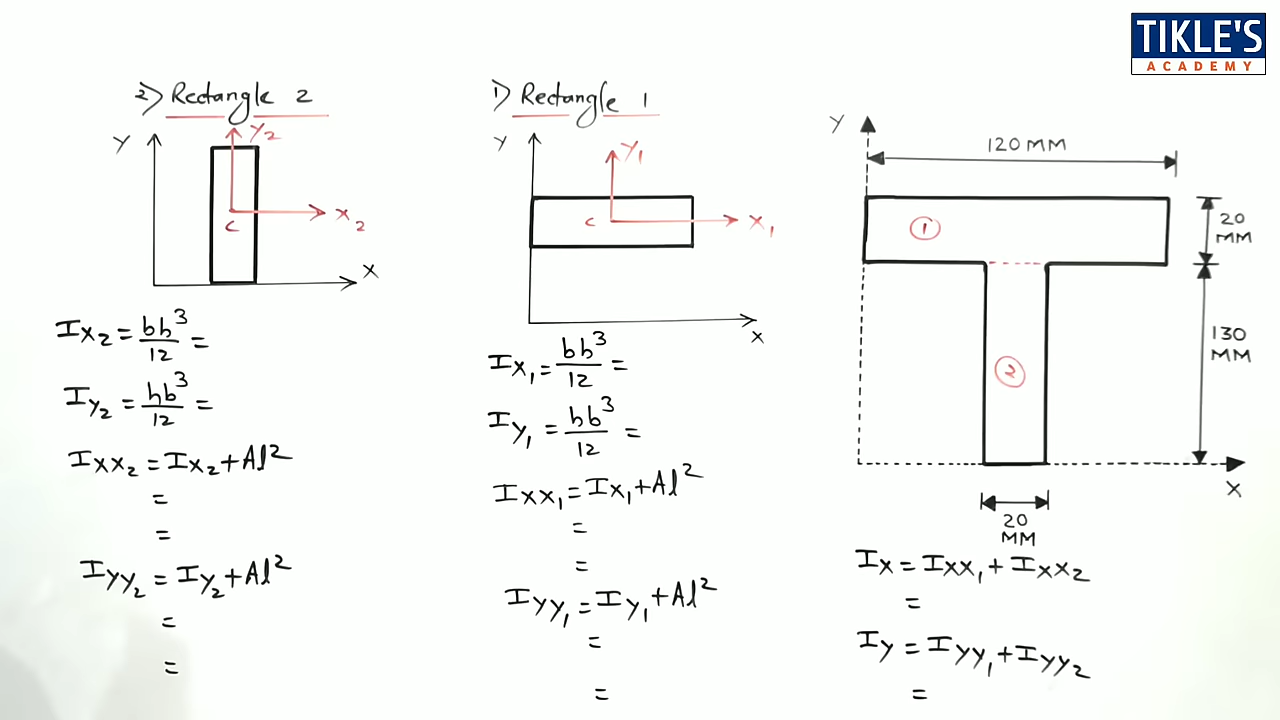 TIKLE'S
ACADEMY
2) Rectangle 2
Y
Y₂
X₂
C
X
Ix₂ = bh³/12 =
Iy₂ = hb³/12 =
Ixx₂ = Ix₂ + Al²
=
=
Iyy₂ = Iy₂ + Al²
=
=
1) Rectangle 1
Y
Y₁
C
X₁
X
Ix₁ = bh³/12 =
Iy₁ = hb³/12 =
Ixx₁ = Ix₁ + Al²
=
=
Iyy₁ = Iy₁ + Al²
=
=
Y
120 MM
1
20
MM
130
MM
2
X
20
MM
Ix = Ixx₁ + Ixx₂
=
Iy = Iyy₁ + Iyy₂
=